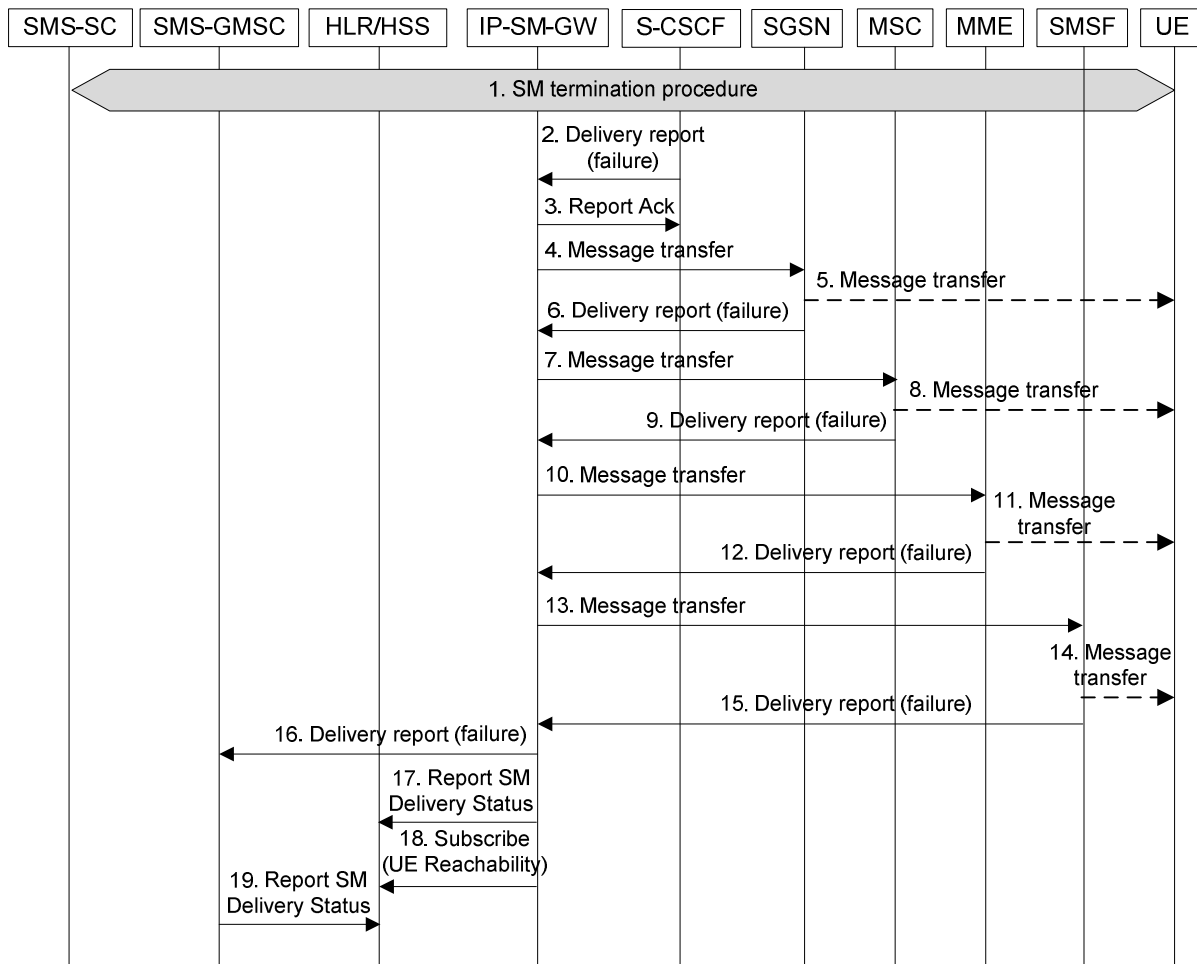 SMS-SC
SMS-GMSC
HLR/HSS
IP-SM-GW
S-CSCF
SGSN
MSC
MME
SMSF
UE
1. SM termination procedure
2. Delivery report
(failure)
3. Report Ack
4. Message transfer
5. Message transfer
6. Delivery report (failure)
7. Message transfer
8. Message transfer
9. Delivery report (failure)
10. Message transfer
11. Message
transfer
12. Delivery report (failure)
13. Message transfer
14. Message
transfer
15. Delivery report (failure)
16. Delivery report (failure)
17. Report SM
Delivery Status
18. Subscribe
(UE Reachability)
19. Report SM
Delivery Status